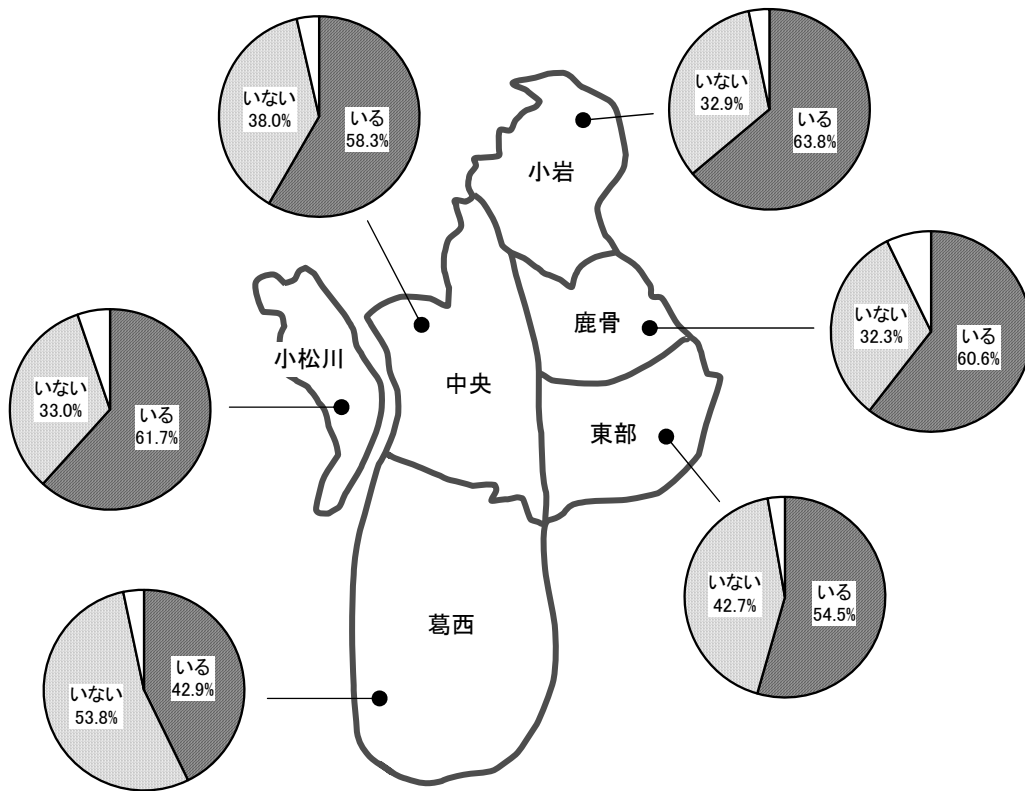 いない
38.0%
いる
58.3%
いない
32.9%
いる
63.8%
小岩
いない
32.3%
いる
60.6%
鹿骨
小松川
中央
いない
33.0%
いる
61.7%
東部
いない
42.7%
いる
54.5%
葛西
いない
53.8%
いる
42.9%